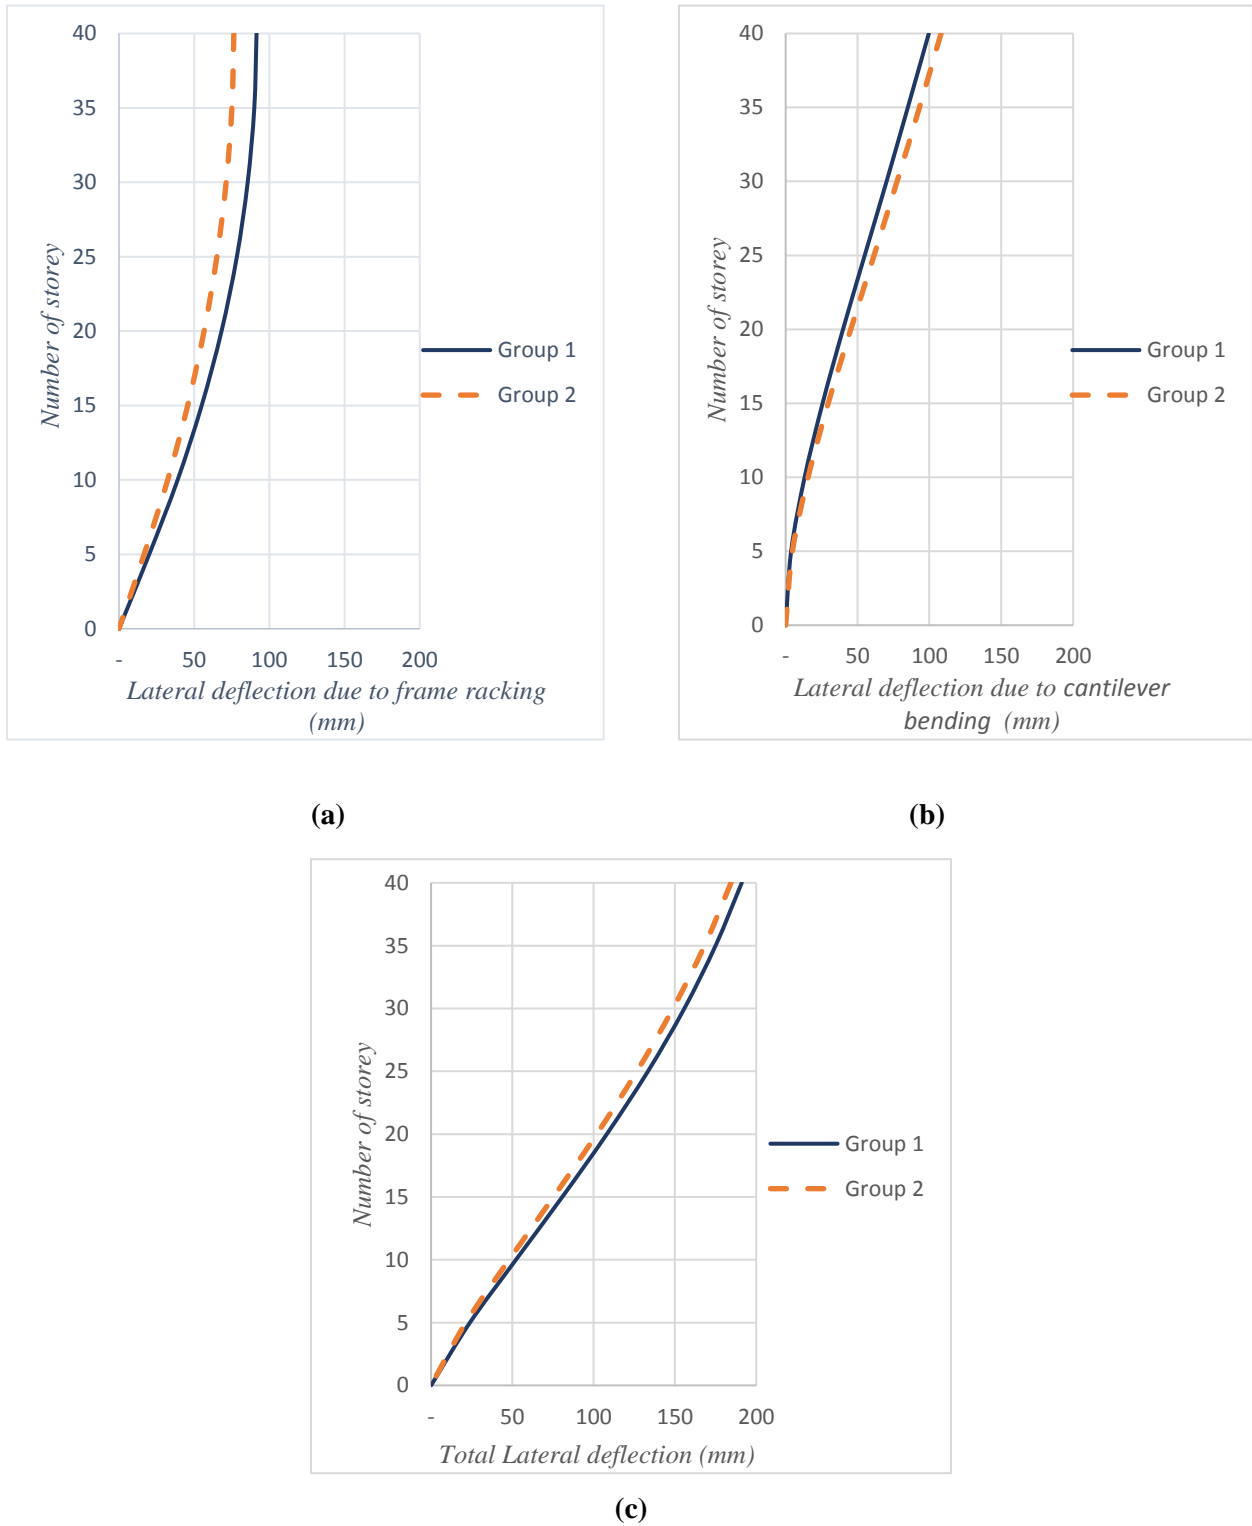 40
35
30
25
20
15
10
5
0
Number of storey
-
50
100
150
200
Lateral deflection due to frame racking
(mm)
Group 1
Group 2
(a)
40
35
30
25
20
15
10
5
0
Number of storey
-
50
100
150
200
Lateral deflection due to cantilever
bending (mm)
Group 1
Group 2
(b)
40
35
30
25
20
15
10
5
0
Number of storey
-
50
100
150
200
Total Lateral deflection (mm)
Group 1
Group 2
(c)